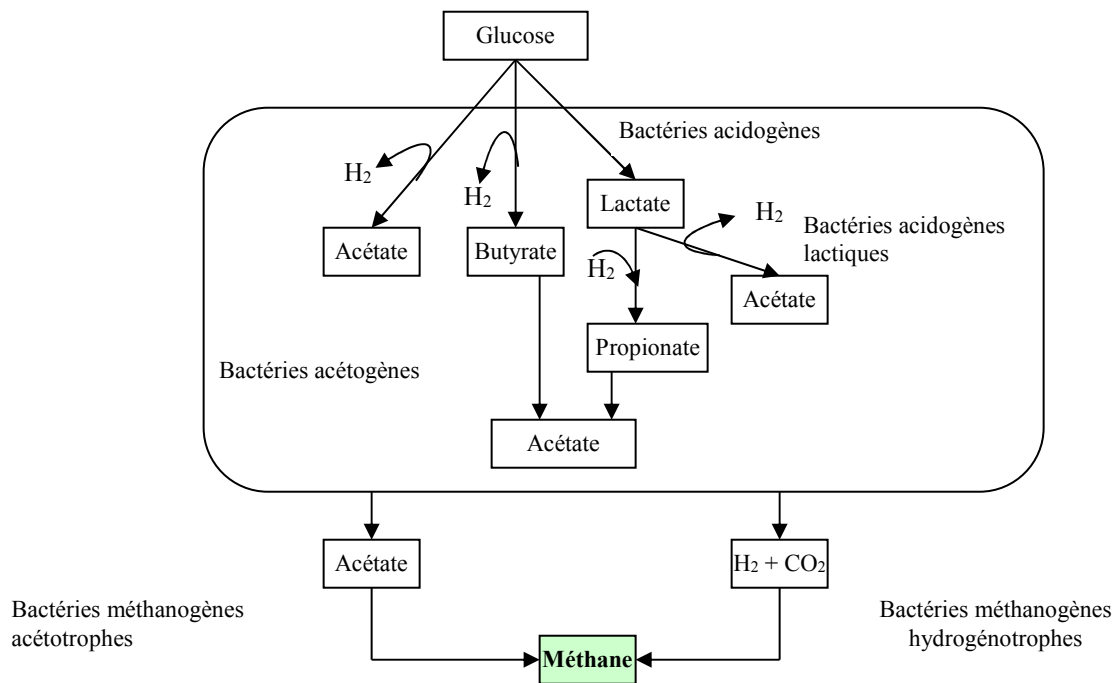 Glucose
Bactéries acidogènes
H₂
H₂
Lactate
H₂
Bactéries acidogènes
lactiques
Acétate
Butyrate
H₂
Acétate
Propionate
Bactéries acétogènes
Acétate
Acétate
H₂ + CO₂
Bactéries méthanogènes
acétotrophes
Bactéries méthanogènes
hydrogénotrophes
Méthane